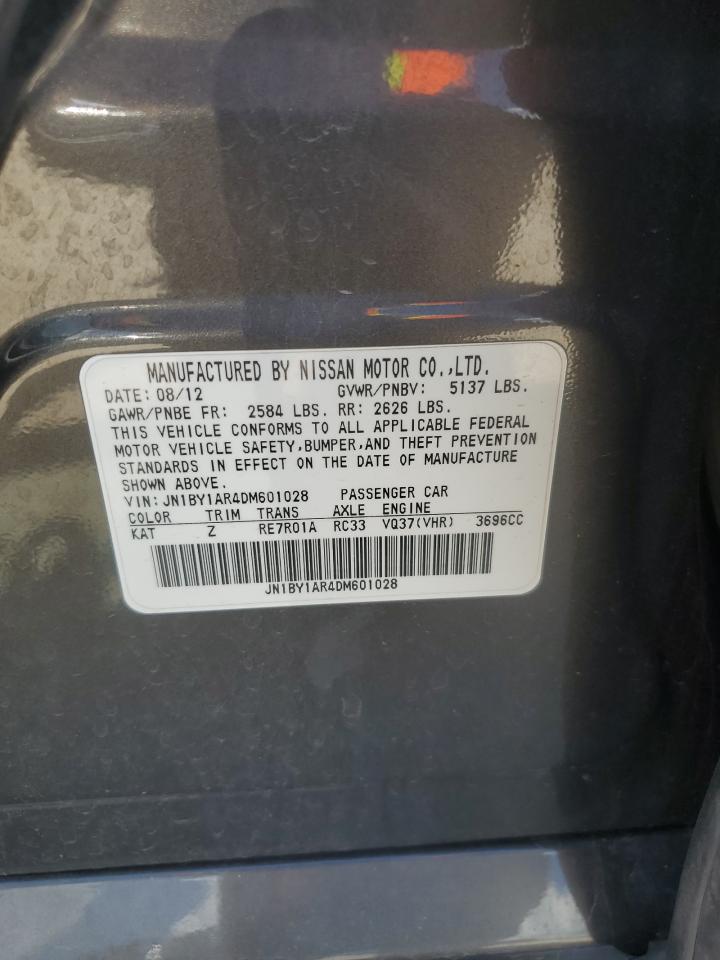 MANUFACTURED BY NISSAN MOTOR CO.,LTD.
DATE: 08/12 GVWR/PNBV: 5137 LBS.
GAWR/PNBE FR: 2584 LBS. RR: 2626 LBS.
THIS VEHICLE CONFORMS TO ALL APPLICABLE FEDERAL
MOTOR VEHICLE SAFETY,BUMPER,AND THEFT PREVENTION
STANDARDS IN EFFECT ON THE DATE OF MANUFACTURE
SHOWN ABOVE.
VIN: JN1BY1AR4DM601028 PASSENGER CAR
COLOR TRIM TRANS AXLE ENGINE
KAT Z RE7R01A RC33 VQ37(VHR) 3696CC
JN1BY1AR4DM601028